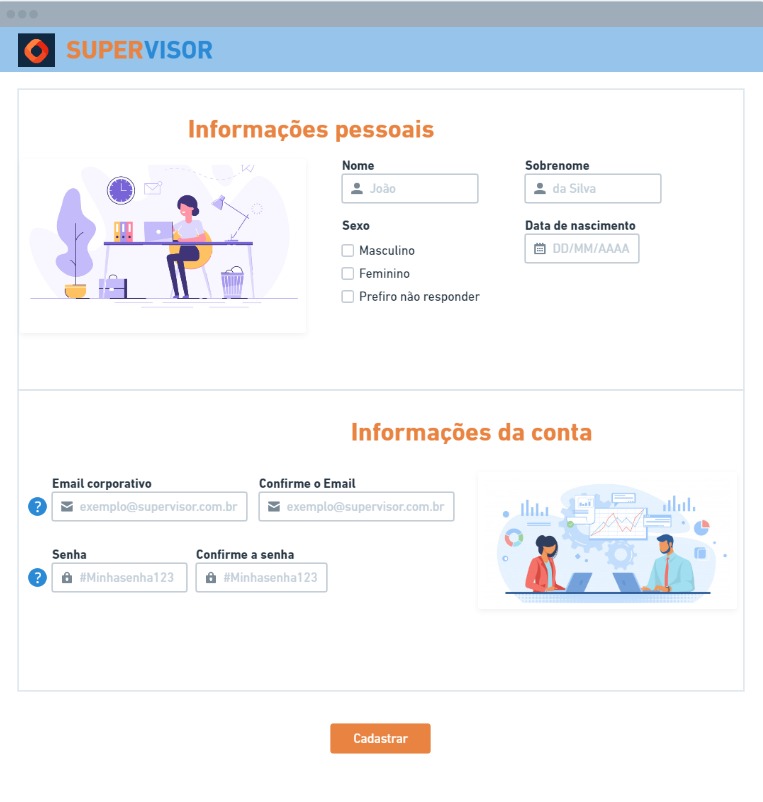 SUPERVISOR
Informações pessoais
Nome
Sobrenome
João
da Silva
Sexo
Data de nascimento
Masculino
DD/MM/AAAA
Feminino
Prefiro não responder
Informações da conta
Email corporativo
Confirme o Email
?
exemplo@supervisor.com.br
exemplo@supervisor.com.br
Senha
Confirme a senha
?
#Minhasenha123
#Minhasenha123
Cadastrar